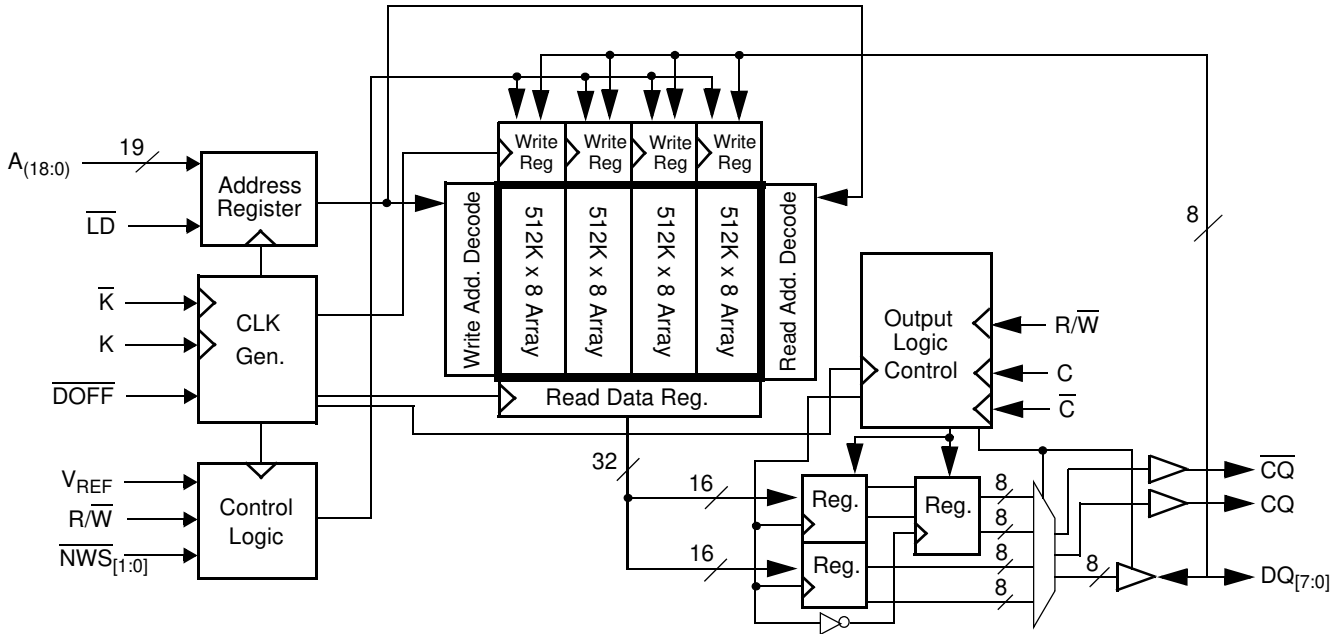 A(18:0)
19
LD
K
K
DOFF
VREF
R/W
NWS[1:0]
Address
Register
CLK
Gen.
Control
Logic
Write
Reg
Write
Reg
Write
Reg
Write
Reg
Write Add. Decode
512K x 8 Array
512K x 8 Array
512K x 8 Array
512K x 8 Array
Read Add. Decode
Read Data Reg.
8
Output
Logic
Control
R/W
C
C
32
16
16
Reg.
Reg.
Reg.
8
8
8
8
8
CQ
CQ
DQ[7:0]